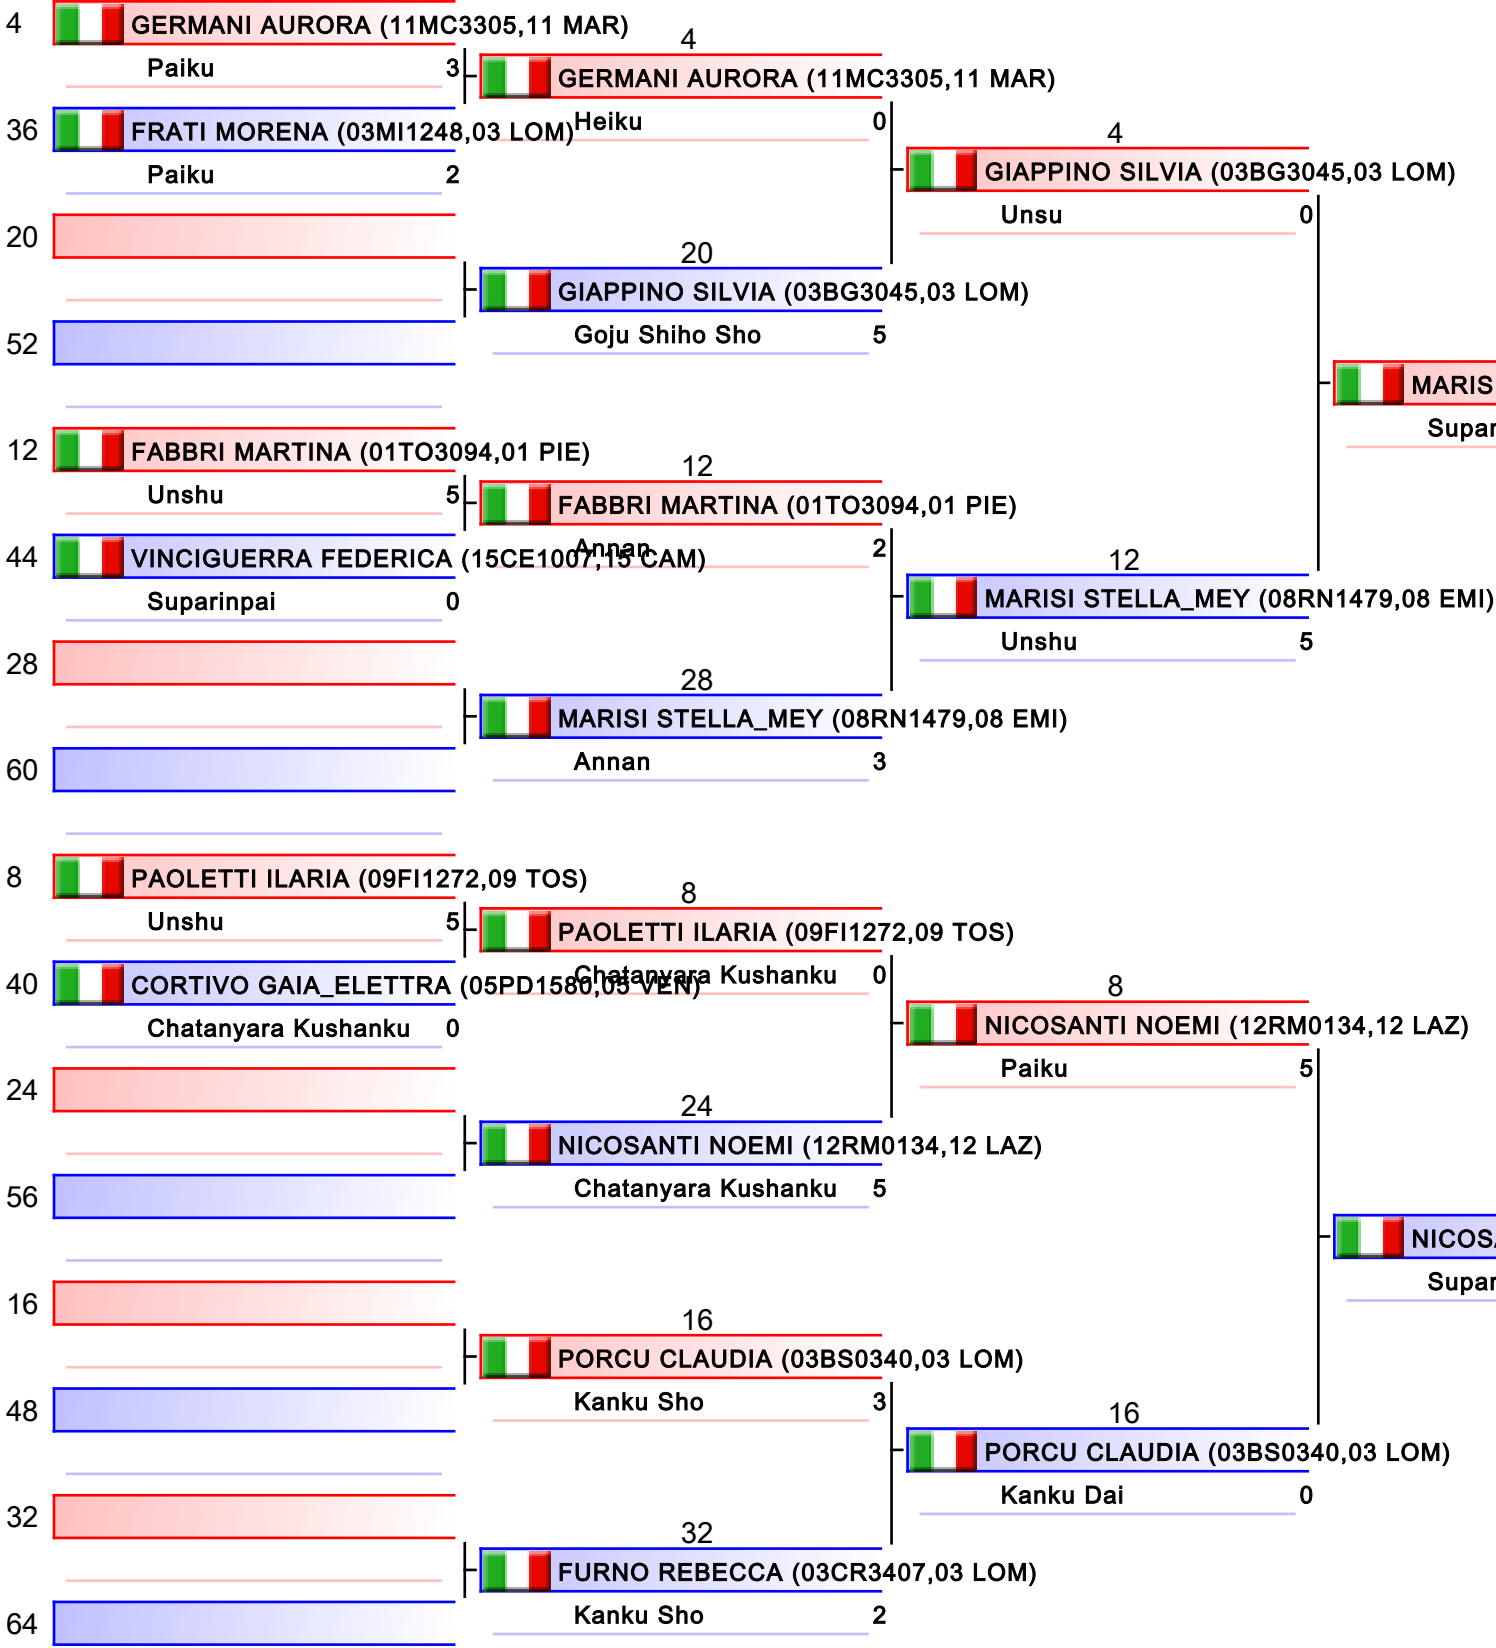 4 GERMANI AURORA (11MC3305,11 MAR)
Paiku 3
36 FRATI MORENA (03MI1248,03 LOM)
Paiku 2
20
52
12 FABBRI MARTINA (01TO3094,01 PIE)
Unshu 5
44 VINCIGUERRA FEDERICA (15CE1007,15 CAM)
Suparinpai 0
28
60
8 PAOLETTI ILARIA (09FI1272,09 TOS)
Unshu 5
40 CORTIVO GAIA_ELETTRA (05PD1580,05 VEN)
Chatanyara Kushanku 0
24
56
16
48
32
64
4
GERMANI AURORA (11MC3305,11 MAR)
Heiku 0
20
GIAPPINO SILVIA (03BG3045,03 LOM)
Goju Shiho Sho 5
12
FABBRI MARTINA (01TO3094,01 PIE)
Annan 2
28
MARISI STELLA_MEY (08RN1479,08 EMI)
Annan 3
8
PAOLETTI ILARIA (09FI1272,09 TOS)
Chatanyara Kushanku 0
24
NICOSANTI NOEMI (12RM0134,12 LAZ)
Chatanyara Kushanku 5
16
PORCU CLAUDIA (03BS0340,03 LOM)
Kanku Sho 3
32
FURNO REBECCA (03CR3407,03 LOM)
Kanku Sho 2
4
GIAPPINO SILVIA (03BG3045,03 LOM)
Unsu 0
12
MARISI STELLA_MEY (08RN1479,08 EMI)
Unshu 5
8
NICOSANTI NOEMI (12RM0134,12 LAZ)
Paiku 5
16
PORCU CLAUDIA (03BS0340,03 LOM)
Kanku Dai 0
MARIS
Supar
NICOS
Supar